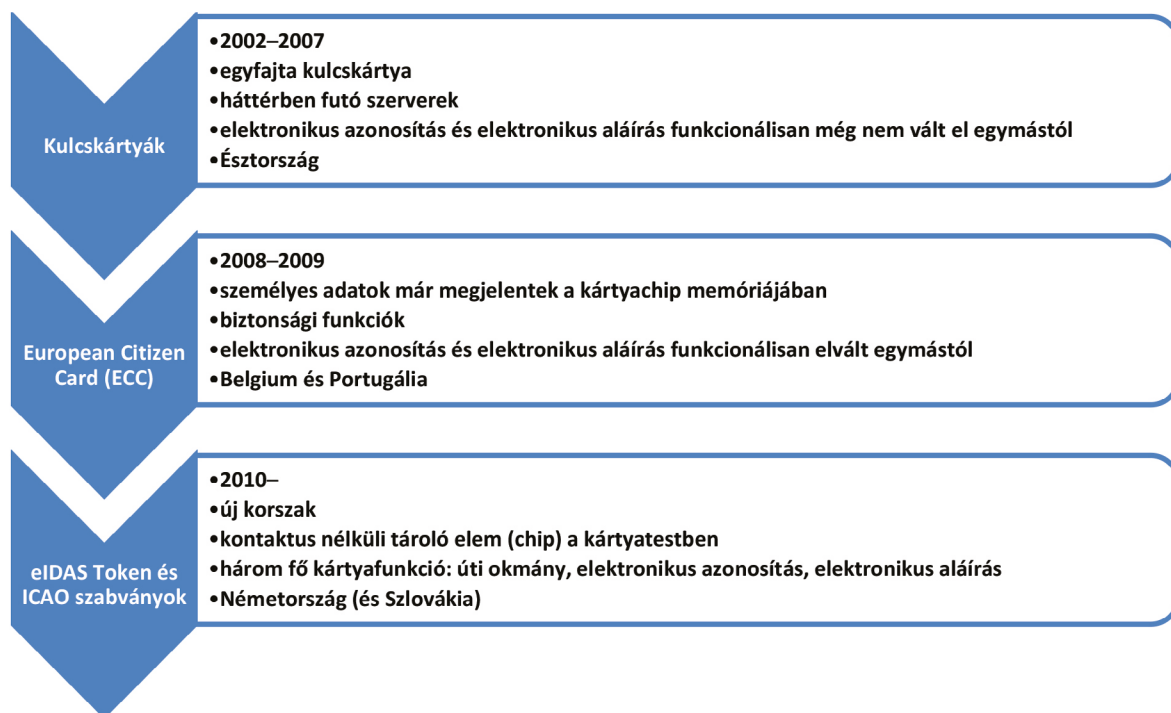 Kulcskártyák
•2002–2007
•egyfajta kulcskártya
•háttérben futó szerverek
•elektronikus azonosítás és elektronikus aláírás funkcionálisan még nem vált el egymástól
•Észtország
European Citizen
Card (ECC)
•2008–2009
•személyes adatok már megjelentek a kártyachip memóriájában
•biztonsági funkciók
•elektronikus azonosítás és elektronikus aláírás funkcionálisan elvált egymástól
•Belgium és Portugália
eIDAS Token és
ICAO szabványok
•2010–
•új korszak
•kontaktus nélküli tároló elem (chip) a kártyatestben
•három fő kártyafunkció: úti okmány, elektronikus azonosítás, elektronikus aláírás
•Németország (és Szlovákia)